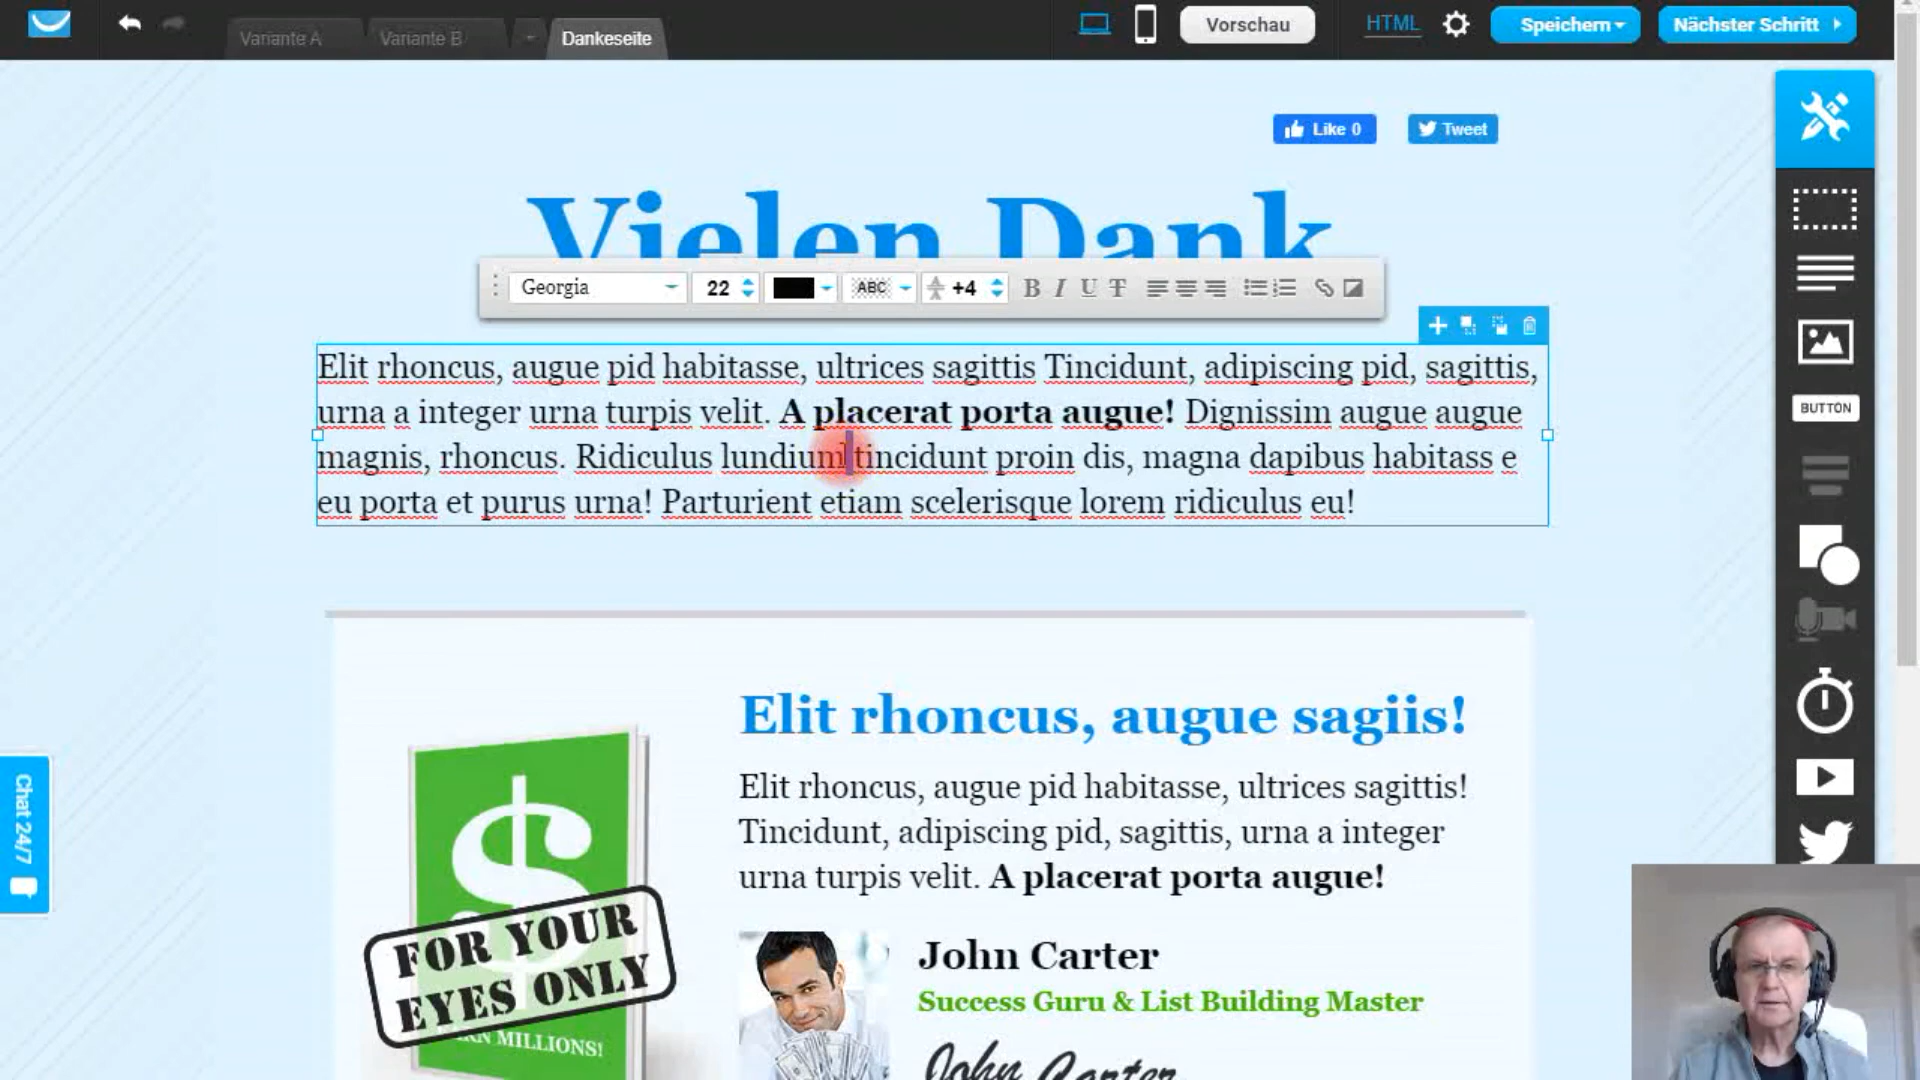 Variante A
Variante B
Dankeseite
Vorschau
HTML
Speichern
Nächster Schritt
Like 0
Tweet
Vielen Dank
Georgia
22
ABC
+4
B I U T
Elit rhoncus, augue pid habitasse, ultrices sagittis Tincidunt, adipiscing pid, sagittis,
urna a integer urna turpis velit. A placerat porta augue! Dignissim augue augue
magnis, rhoncus. Ridiculus lundium tincidunt proin dis, magna dapibus habitass e
eu porta et purus urna! Parturient etiam scelerisque lorem ridiculus eu!
BUTTON
Elit rhoncus, augue sagiis!
Elit rhoncus, augue pid habitasse, ultrices sagittis!
Tincidunt, adipiscing pid, sagittis, urna a integer
urna turpis velit. A placerat porta augue!
Chat 24/7
$
FOR YOUR
EYES ONLY
MILLIONS!
John Carter
Success Guru & List Building Master
John Carter